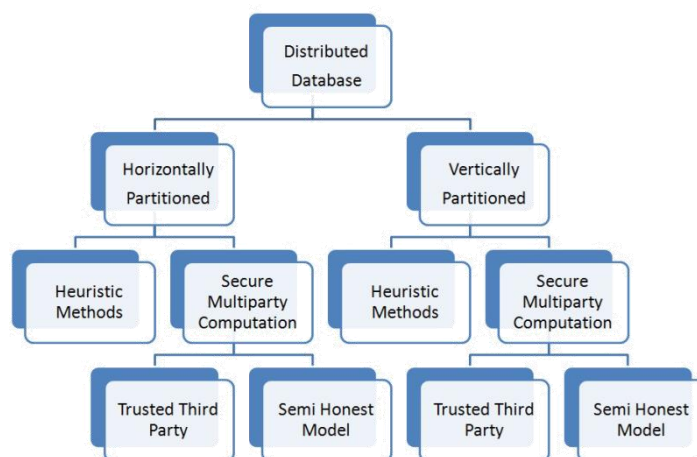 Distributed
Database
Horizontally
Partitioned
Vertically
Partitioned
Heuristic
Methods
Secure
Multiparty
Computation
Heuristic
Methods
Secure
Multiparty
Computation
Trusted Third
Party
Semi Honest
Model
Trusted Third
Party
Semi Honest
Model